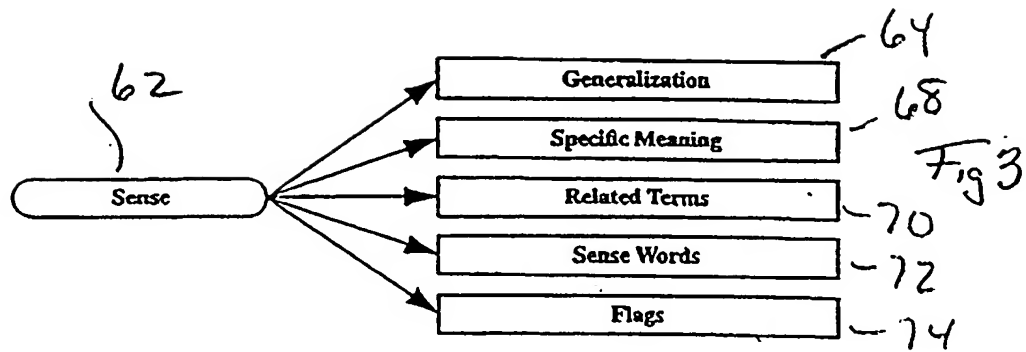 64
Generalization
62
68
Specific Meaning
Fig 3
Sense
Related Terms
70
Sense Words
72
Flags
74